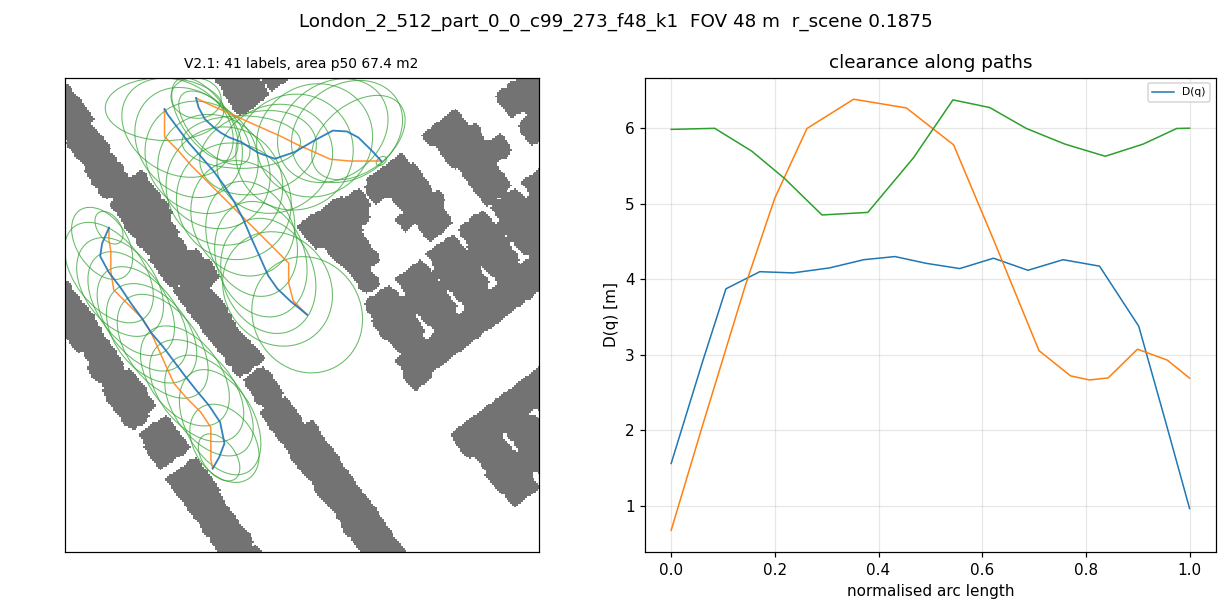 London_2_512_part_0_0_c99_273_f48_k1  FOV 48 m  r_scene 0.1875
V2.1: 41 labels, area p50 67.4 m2
clearance along paths
D(q)
6
5
4
3
2
1
D(q) [m]
0.0 0.2 0.4 0.6 0.8 1.0
normalised arc length